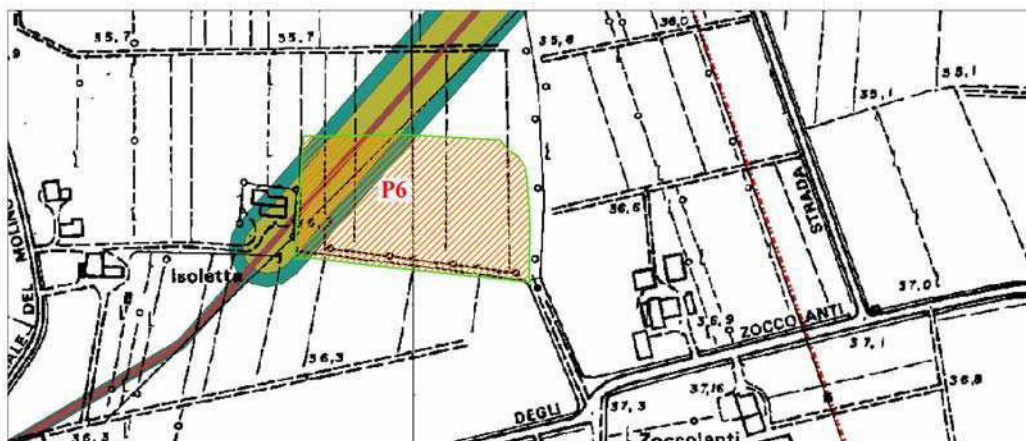 35.7
35.7
35,6
36,0
35,1
35,1
.9
P6
36,6
STRADA
DEL MOLINO
Isoletta
37.0
36,9
ZOCCOLANTI
37,1
36,3
37,16
36,8
DEGLI
37,3
36,3
Zoccolanti